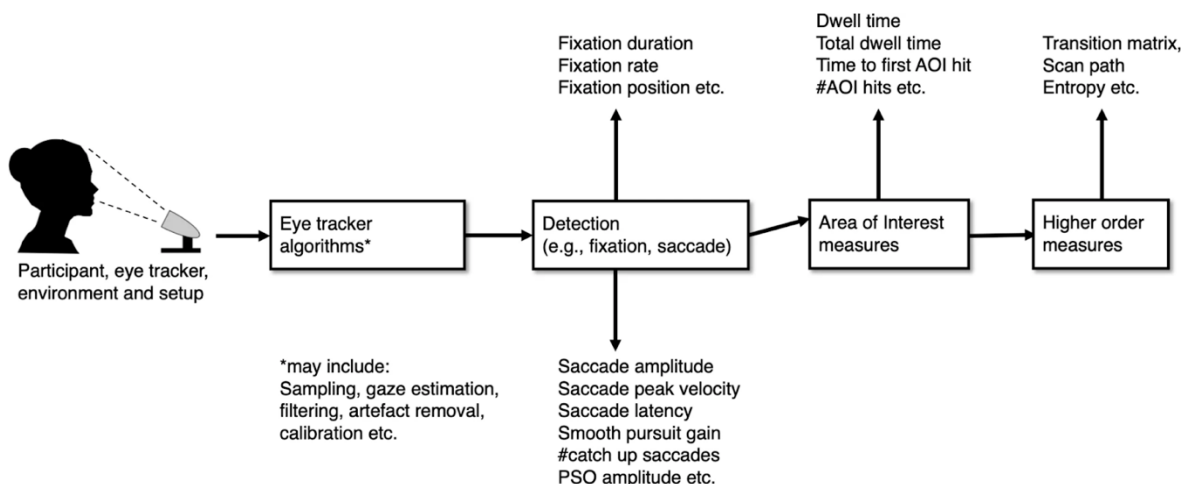 Fixation duration
Fixation rate
Fixation position etc.
Dwell time
Total dwell time
Time to first AOI hit
#AOI hits etc.
Transition matrix,
Scan path
Entropy etc.
Participant, eye tracker,
environment and setup
Eye tracker
algorithms*
Detection
(e.g., fixation, saccade)
Area of Interest
measures
Higher order
measures
*may include:
Sampling, gaze estimation,
filtering, artefact removal,
calibration etc.
Saccade amplitude
Saccade peak velocity
Saccade latency
Smooth pursuit gain
#catch up saccades
PSO amplitude etc.